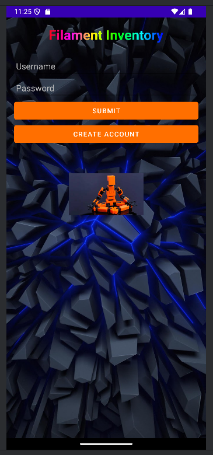 11:25
Filament Inventory
Username
Password
SUBMIT
CREATE ACCOUNT